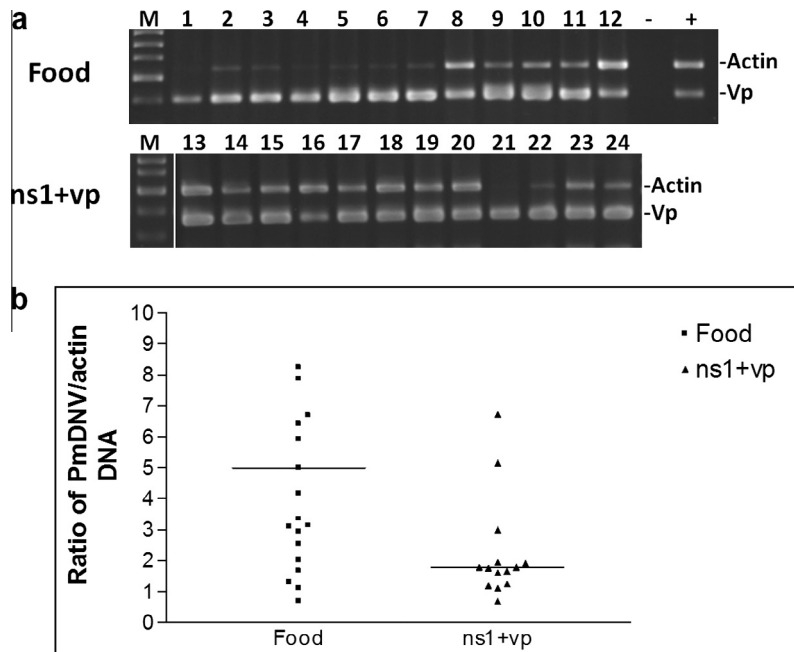 a
M 1 2 3 4 5 6 7 8 9 10 11 12 - +
Food
-Actin
-Vp
M 13 14 15 16 17 18 19 20 21 22 23 24
ns1+vp
-Actin
-Vp
b
Ratio of PmDNV/actin
DNA
10
9
8
7
6
5
4
3
2
1
0
Food
ns1+vp
Food ns1+vp